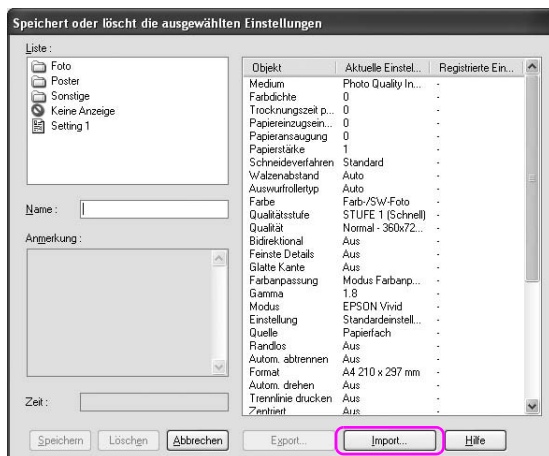 Speichert oder löscht die ausgewählten Einstellungen
Liste :
Foto
Poster
Sonstige
Keine Anzeige
Setting 1
Name :
Anmerkung :
Zeit :
Objekt Aktuelle Einstel... Registrierte Ein...
Medium Photo Quality In... -
Farbdichte 0 -
Trocknungszeit p... 0 -
Papiereinzugsein... 0 -
Papieransaugung 0 -
Papierstärke 1 -
Schneideverfahren Standard -
Walzenabstand Auto -
Auswurfrollertyp Auto -
Farbe Farb-/SW-Foto -
Qualitätsstufe STUFE 1 (Schnell) -
Qualität Normal - 360x72... -
Bidirektional Aus -
Feinste Details Aus -
Glatte Kante Aus -
Farbanpassung Modus Farbanp... -
Gamma 1.8 -
Modus EPSON Vivid -
Einstellung Standardeinstell... -
Quelle Papierfach -
Randlos Aus -
Autom. abtrennen Aus -
Format A4 210 x 297 mm -
Autom. drehen Aus -
Trennlinie drucken Aus -
Zentriert Aus -
Speichern Löschen Abbrechen Export... Import... Hilfe